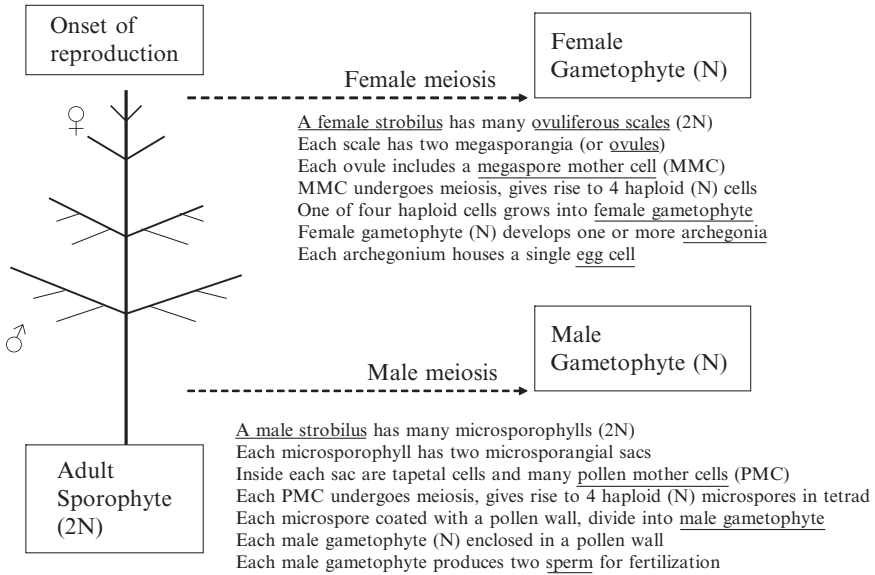 Onset of
reproduction
Female
Gametophyte (N)
Female meiosis
♀
A female strobilus has many ovuliferous scales (2N)
Each scale has two megasporangia (or ovules)
Each ovule includes a megaspore mother cell (MMC)
MMC undergoes meiosis, gives rise to 4 haploid (N) cells
One of four haploid cells grows into female gametophyte
Female gametophyte (N) develops one or more archegonia
Each archegonium houses a single egg cell
♂
Male
Gametophyte (N)
Male meiosis
Adult
Sporophyte
(2N)
A male strobilus has many microsporophylls (2N)
Each microsporophyll has two microsporangial sacs
Inside each sac are tapetal cells and many pollen mother cells (PMC)
Each PMC undergoes meiosis, gives rise to 4 haploid (N) microspores in tetrad
Each microspore coated with a pollen wall, divide into male gametophyte
Each male gametophyte (N) enclosed in a pollen wall
Each male gametophyte produces two sperm for fertilization